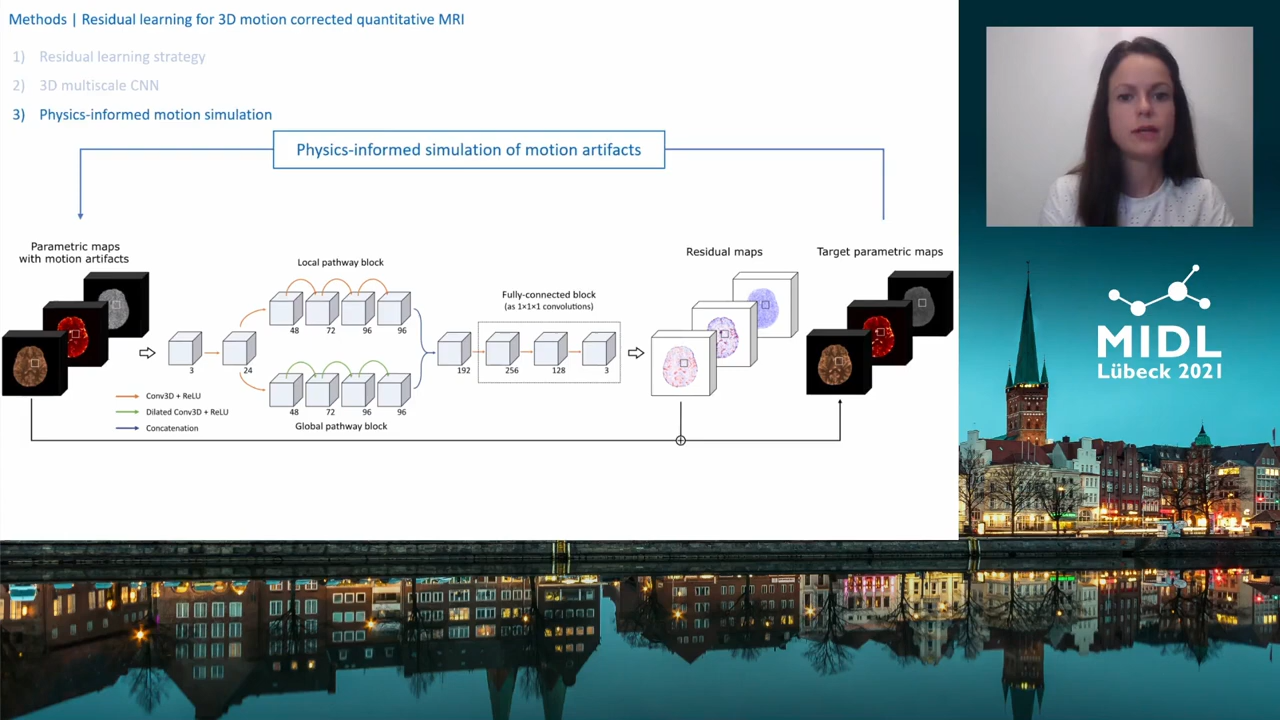 Methods | Residual learning for 3D motion corrected quantitative MRI
1) Residual learning strategy
2) 3D multiscale CNN
3) Physics-informed motion simulation
Physics-informed simulation of motion artifacts
Parametric maps
with motion artifacts
Local pathway block
Fully-connected block
(as 1×1×1 convolutions)
Residual maps
Target parametric maps
48 72 96 96
3 24
192 256 128 3
48 72 96 96
Conv3D + ReLU
Dilated Conv3D + ReLU
Concatenation
Global pathway block
MIDL
Lübeck 2021